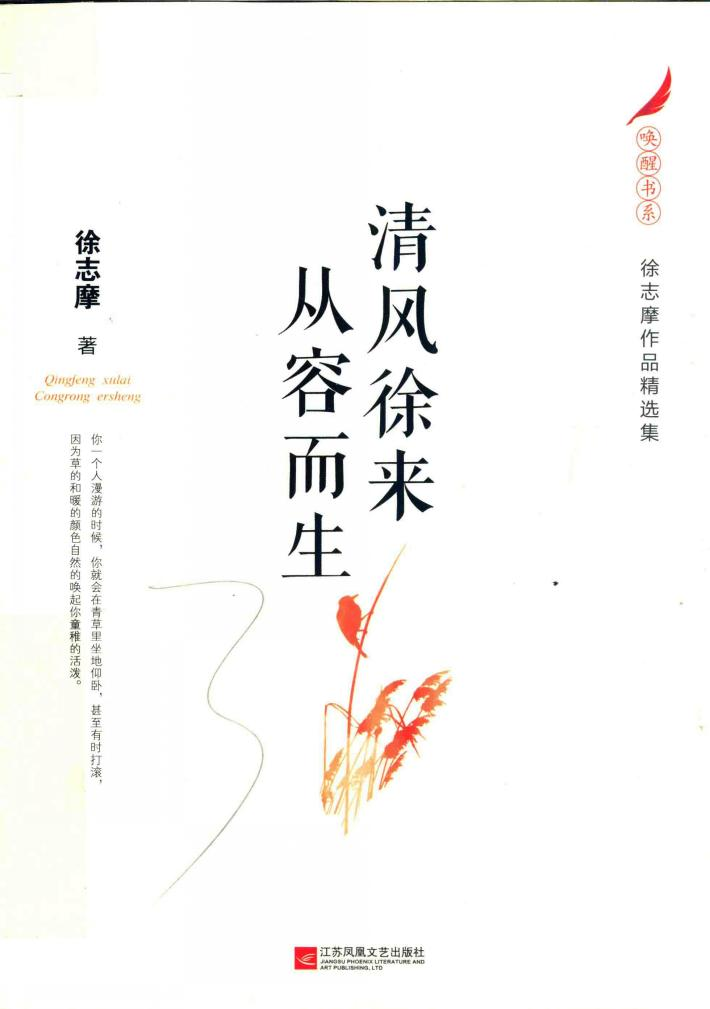 唤醒书系
徐志摩作品精选集
清风徐来
从容而生
徐志摩 著
Qingfeng xulai
Congrong ersheng
你一个人漫游的时候，你就会在青草里坐地仰卧，甚至有时打滚，
因为草的和暖的颜色自然的唤起你童稚的活泼。
江苏凤凰文艺出版社
JIANGSU PHOENIX LITERATURE AND
ART PUBLISHING, LTD